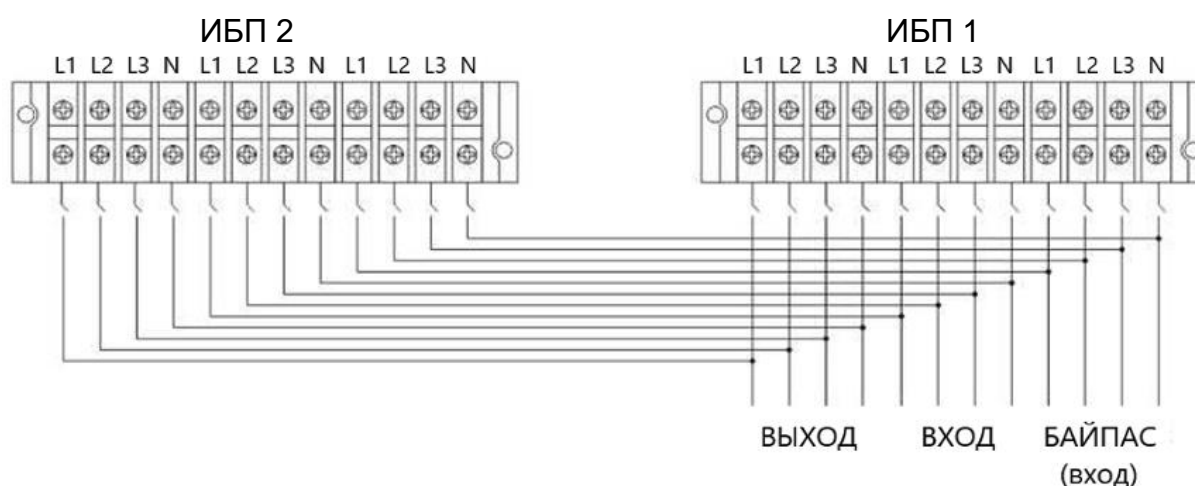 ИБП 2 ИБП 1
L1 L2 L3 N L1 L2 L3 N L1 L2 L3 N L1 L2 L3 N L1 L2 L3 N L1 L2 L3 N
ВЫХОД ВХОД БАЙПАС
(вход)